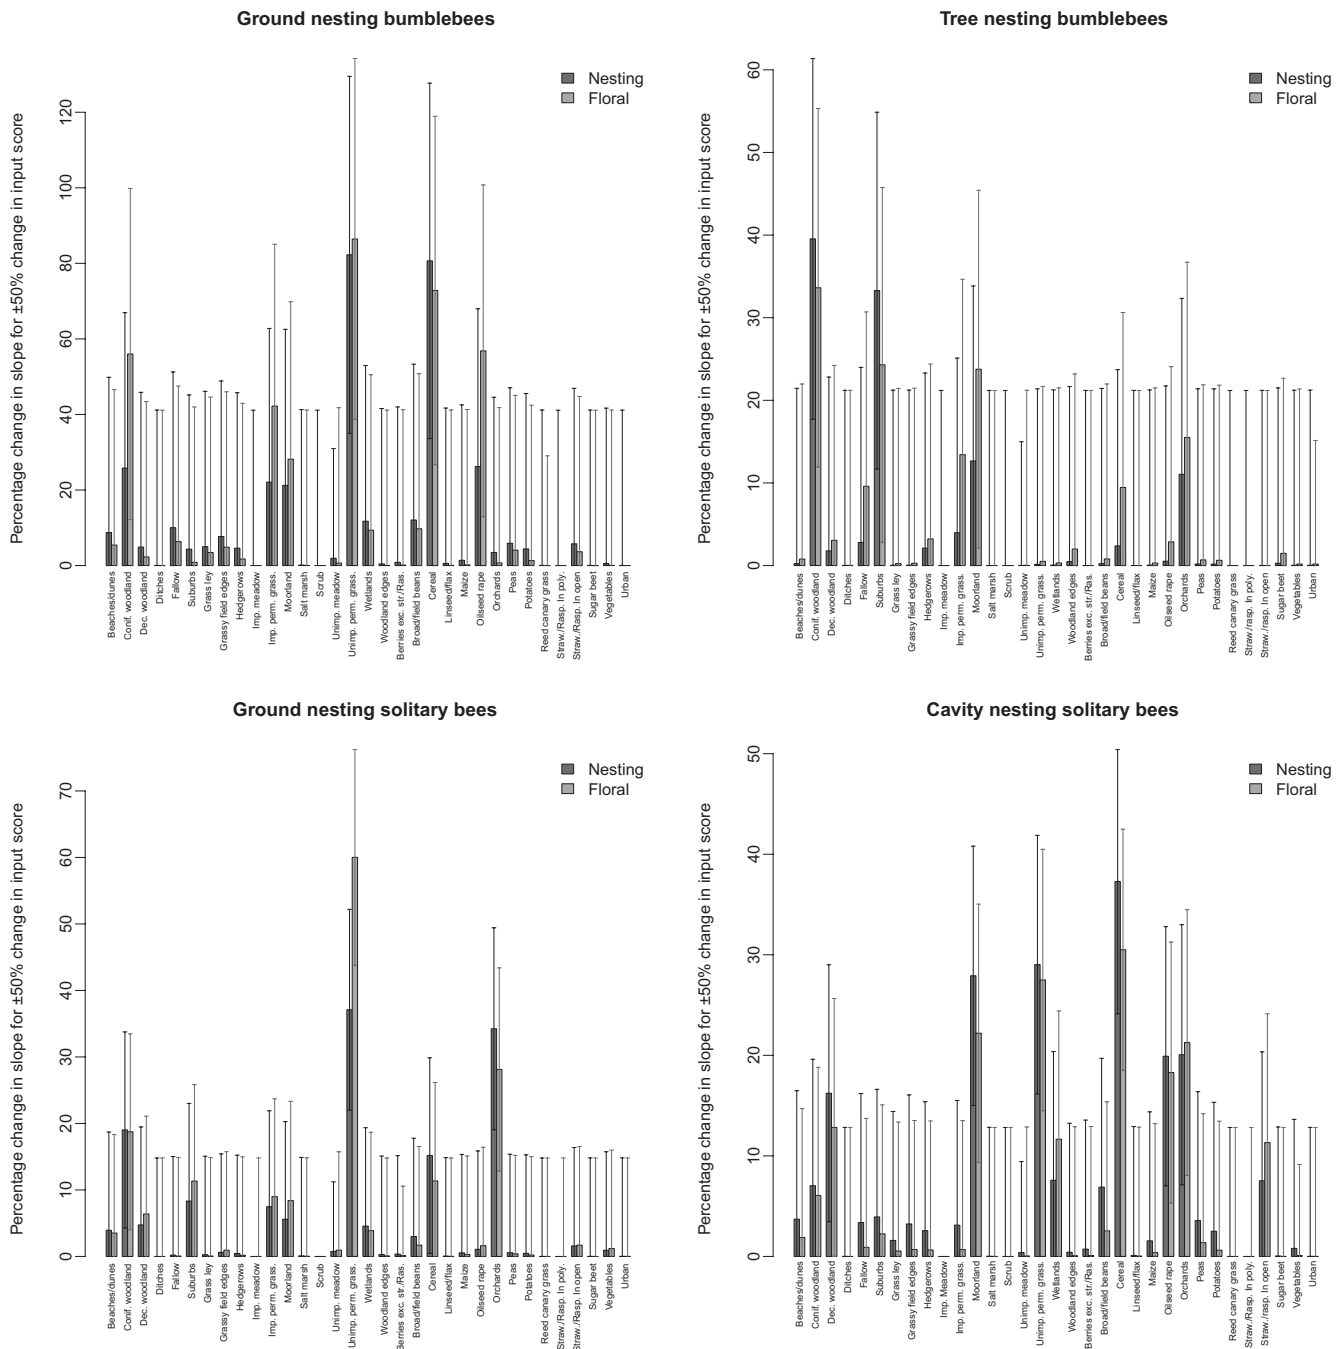 Ground nesting bumblebees
Percentage change in slope for ±50% change in input score
0
20
40
60
80
100
120
Nesting
Floral
Beaches/dunes
Conif. woodland
Dec. woodland
Ditches
Fallow
Suburbs
Grass ley
Grassy field edges
Hedgerows
Imp. meadow
Imp. perm. grass.
Moorland
Salt marsh
Scrub
Unimp. meadow
Unimp. perm. grass.
Wetlands
Woodland edges
Berries exc. str./Ras.
Broad/field beans
Cereal
Linseed/flax
Maize
Oilseed rape
Orchards
Peas
Potatoes
Reed canary grass
Straw./Rasp. In poly.
Straw./Rasp. In open
Sugar beet
Vegetables
Urban
Tree nesting bumblebees
Percentage change in slope for ±50% change in input score
0
10
20
30
40
50
60
Nesting
Floral
Beaches/dunes
Conif. woodland
Dec. woodland
Ditches
Fallow
Suburbs
Grass ley
Grassy field edges
Hedgerows
Imp. Meadow
Imp. perm. grass.
Moorland
Salt marsh
Scrub
Unimp. meadow
Unimp. perm. grass.
Wetlands
Woodland edges
Berries exc. str./Ras.
Broad/field beans
Cereal
Linseed/flax
Maize
Oilseed rape
Orchards
Peas
Potatoes
Reed canary grass
Straw./rasp. In poly.
Straw./rasp. In open
Sugar beet
Vegetables
Urban
Ground nesting solitary bees
Percentage change in slope for ±50% change in input score
0
10
20
30
40
50
60
70
Nesting
Floral
Beaches/dunes
Conif. woodland
Dec. woodland
Ditches
Fallow
Suburbs
Grass ley
Grassy field edges
Hedgerows
Imp. meadow
Imp. perm. grass.
Moorland
Salt marsh
Scrub
Unimp. meadow
Unimp. perm. grass.
Wetlands
Woodland edges
Berries exc. str./Ras.
Broad/field beans
Cereal
Linseed/flax
Maize
Oilseed rape
Orchards
Peas
Potatoes
Reed canary grass
Straw./Rasp. In poly.
Straw./Rasp. In open
Sugar beet
Vegetables
Urban
Cavity nesting solitary bees
Percentage change in slope for ±50% change in input score
0
10
20
30
40
50
Nesting
Floral
Beaches/dunes
Conif. woodland
Dec. woodland
Ditches
Fallow
Suburbs
Grass ley
Grassy field edges
Hedgerows
Imp. Meadow
Imp. perm. grass.
Moorland
Salt marsh
Scrub
Unimp. meadow
Unimp. perm. grass.
Wetlands
Woodland edges
Berries exc. str./Ras.
Broad/field beans
Cereal
Linseed/flax
Maize
Oilseed rape
Orchards
Peas
Potatoes
Reed canary grass
Straw./Rasp. In poly.
Straw./rasp. In open
Sugar beet
Vegetables
Urban